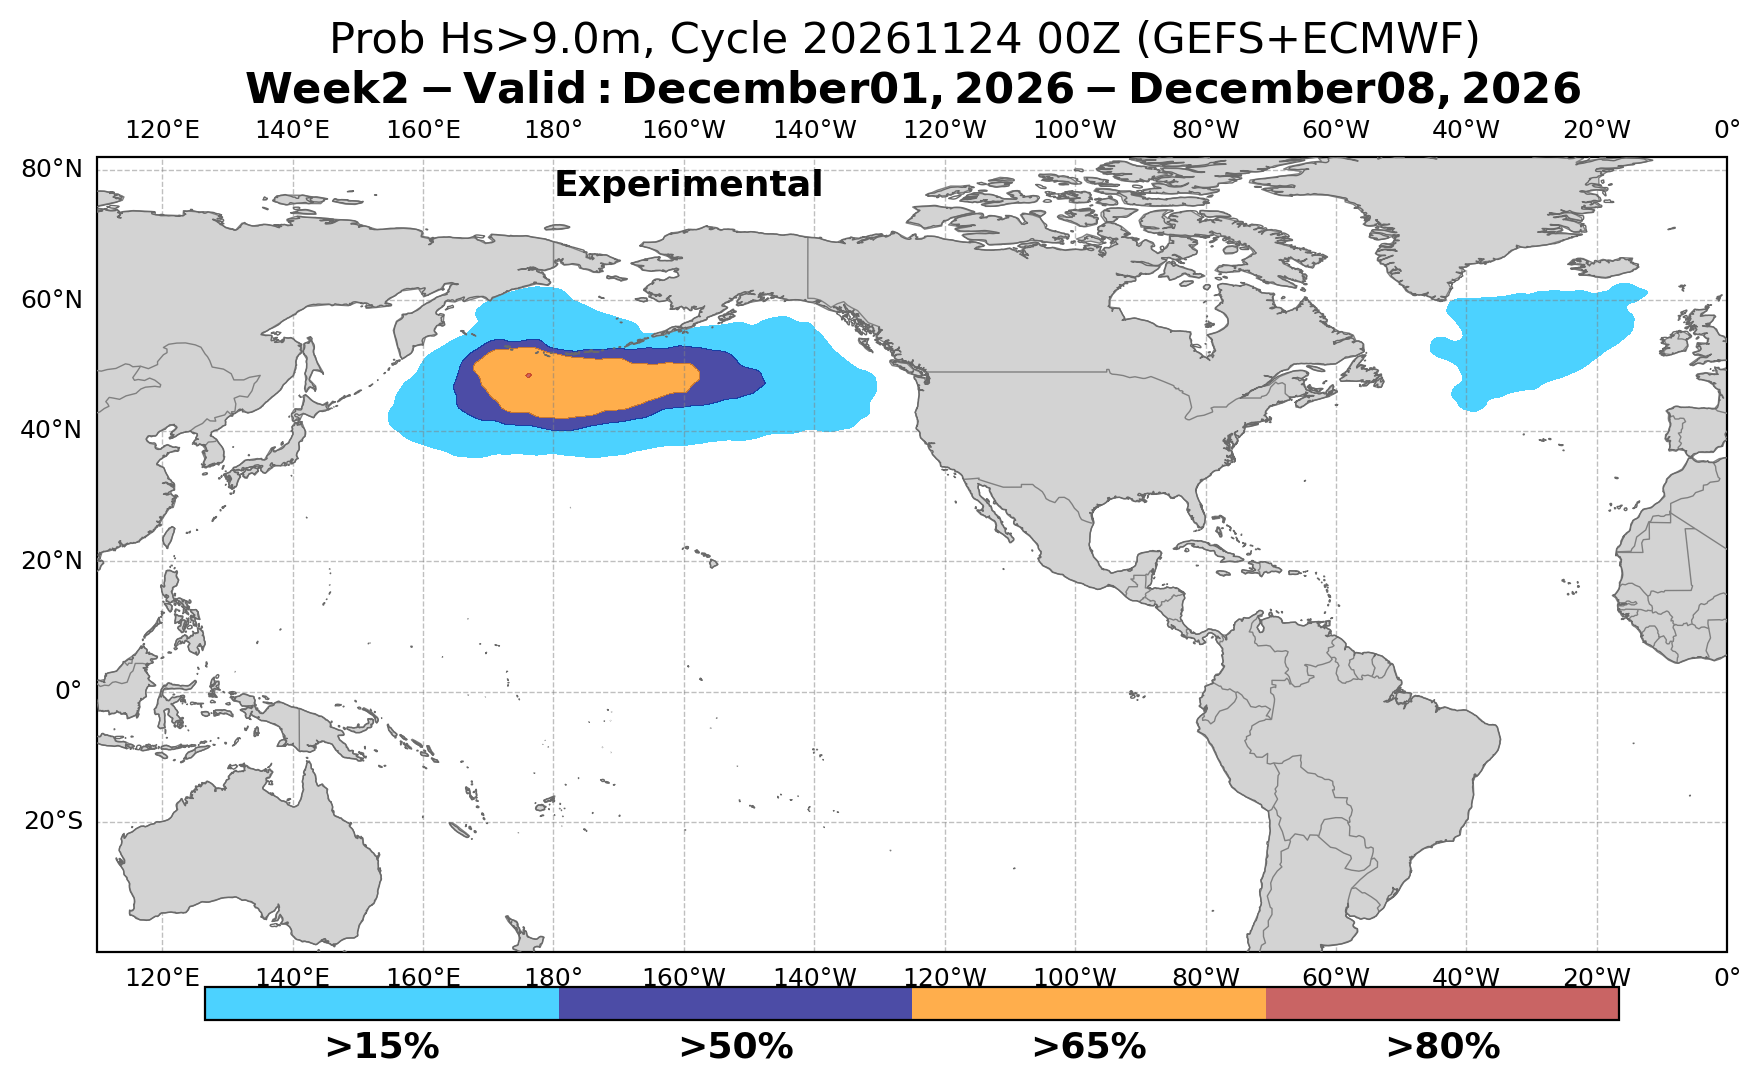 Prob Hs>9.0m, Cycle 20261124 00Z (GEFS+ECMWF)
Week2 − Valid : December01, 2026 − December08, 2026
120°E 140°E 160°E 180° 160°W 140°W 120°W 100°W 80°W 60°W 40°W 20°W 0°
80°N
Experimental
60°N
40°N
20°N
0°
20°S
120°E 140°E 160°E 180° 160°W 140°W 120°W 100°W 80°W 60°W 40°W 20°W 0°
>15% >50% >65% >80%